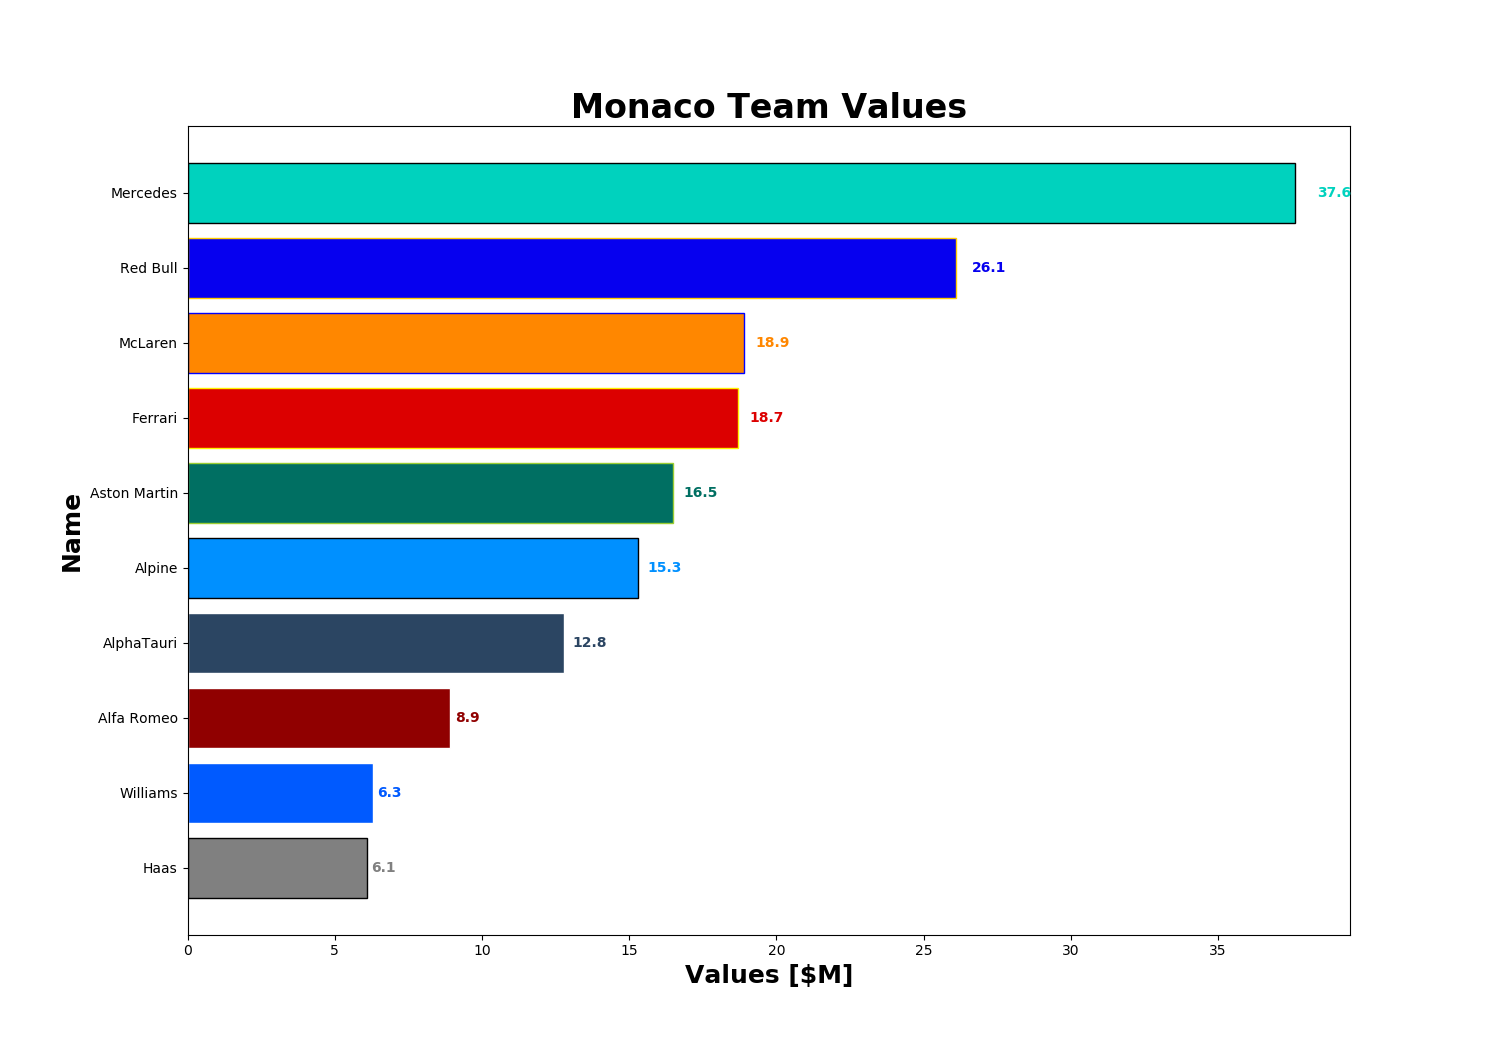 Monaco Team Values
Mercedes 37.6
Red Bull 26.1
McLaren 18.9
Ferrari 18.7
Aston Martin 16.5
Name
Alpine 15.3
AlphaTauri 12.8
Alfa Romeo 8.9
Williams 6.3
Haas 6.1
0 5 10 15 20 25 30 35
Values [$M]